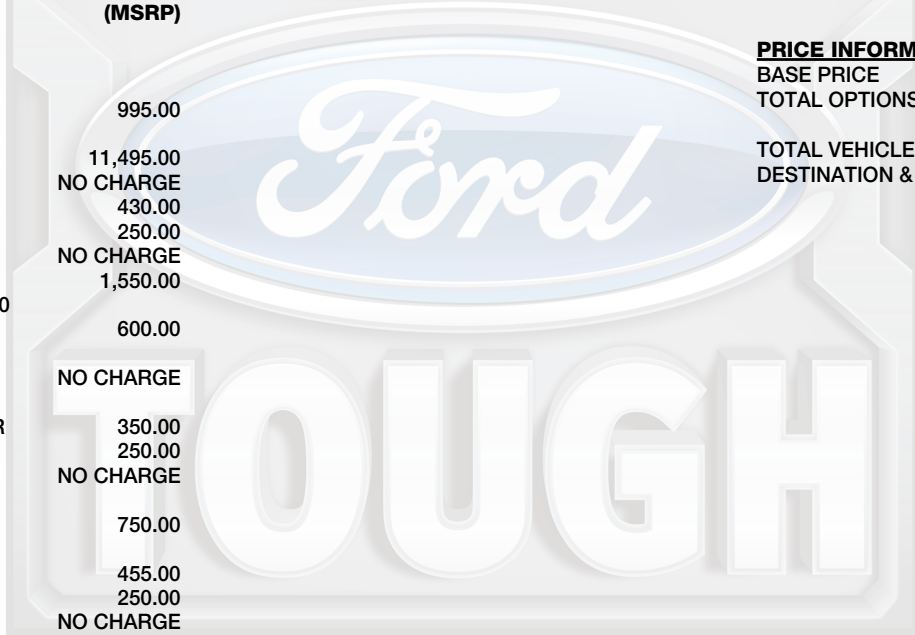 (MSRP)
995.00
11,495.00
NO CHARGE
430.00
250.00
NO CHARGE
1,550.00
0
600.00
NO CHARGE
R 350.00
250.00
NO CHARGE
750.00
455.00
250.00
NO CHARGE
PRICE INFORM
BASE PRICE
TOTAL OPTIONS
TOTAL VEHICLE
DESTINATION &
Ford
TOUGH